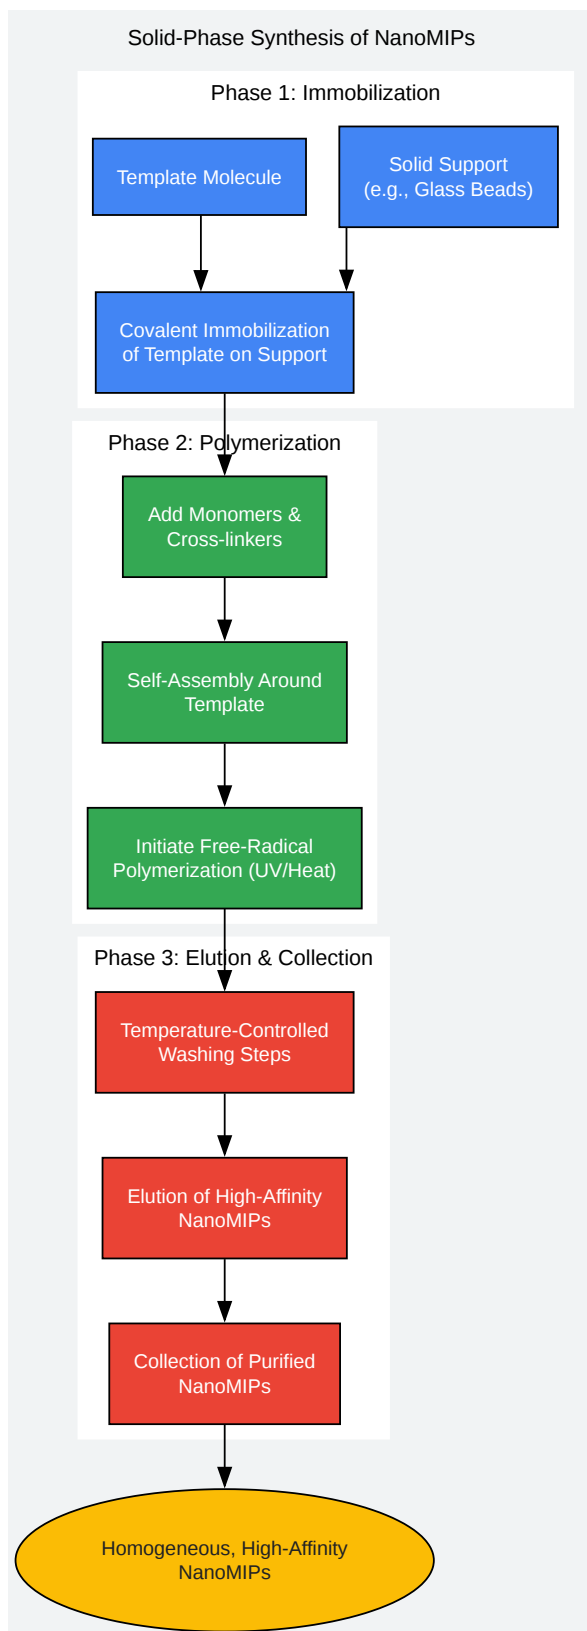 Solid-Phase Synthesis of NanoMIPs
Phase 1: Immobilization
Template Molecule
Solid Support
(e.g., Glass Beads)
Covalent Immobilization
of Template on Support
Phase 2: Polymerization
Add Monomers &
Cross-linkers
Self-Assembly Around
Template
Initiate Free-Radical
Polymerization (UV/Heat)
Phase 3: Elution & Collection
Temperature-Controlled
Washing Steps
Elution of High-Affinity
NanoMIPs
Collection of Purified
NanoMIPs
Homogeneous, High-Affinity
NanoMIPs